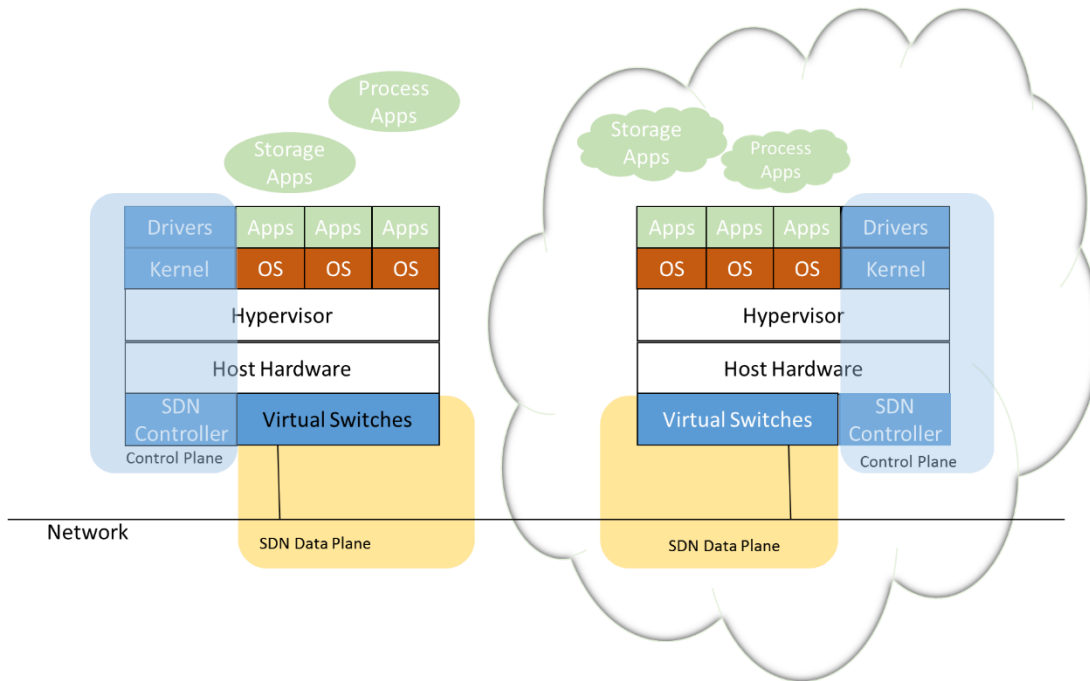 Process
Apps
Storage
Apps
Drivers
Apps
Apps
Apps
Kernel
OS
OS
OS
Hypervisor
Host Hardware
SDN
Controller
Virtual Switches
Control Plane
SDN Data Plane
Network
Storage
Apps
Process
Apps
Apps
Apps
Apps
Drivers
OS
OS
OS
Kernel
Hypervisor
Host Hardware
Virtual Switches
SDN
Controller
Control Plane
SDN Data Plane